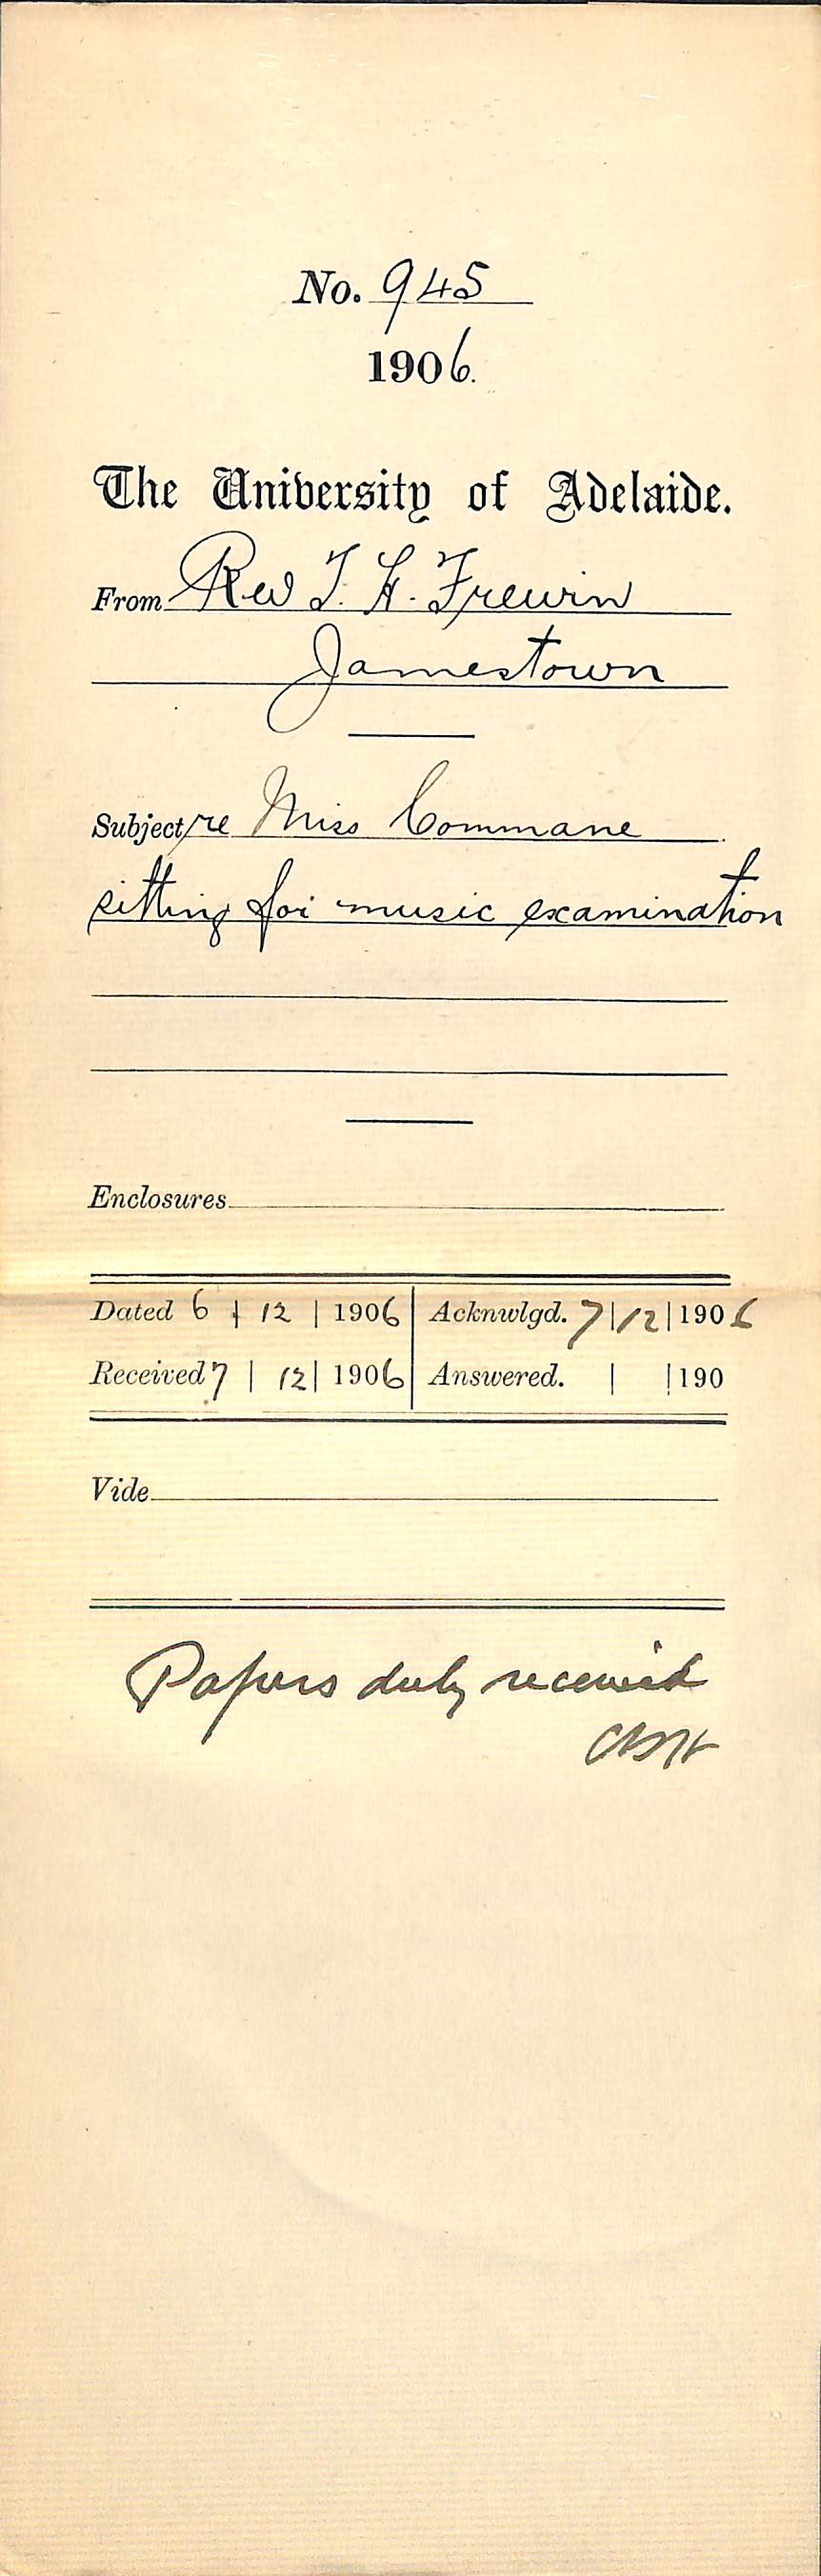 No. 945
1906.
The University of Adelaide.
From Rev T. H. Frewin
Jamestown
Subject re Miss Commane
sitting for music examination
Enclosures
Dated 6 | 12 | 1906 Acknwlgd. 7 | 12 | 1906
Received 7 | 12 | 1906 Answered. | | 190
Vide
Papers duly received